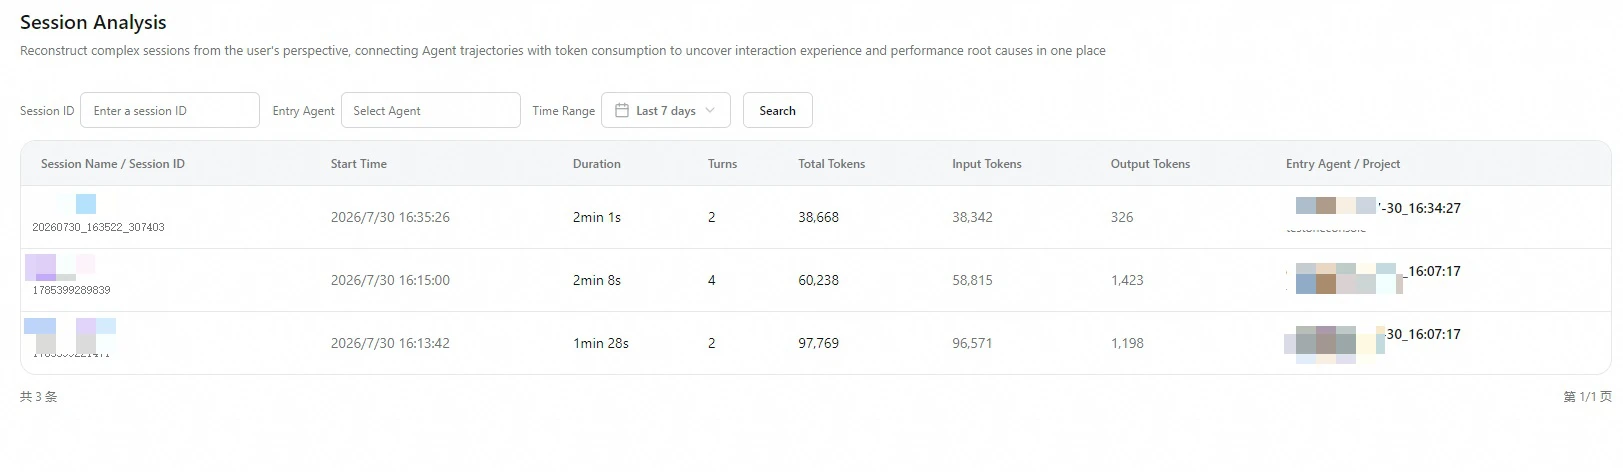 Session Analysis
Reconstruct complex sessions from the user's perspective, connecting Agent trajectories with token consumption to uncover interaction experience and performance root causes in one place
Session ID Enter a session ID Entry Agent Select Agent Time Range Last 7 days Search
Session Name / Session ID Start Time Duration Turns Total Tokens Input Tokens Output Tokens Entry Agent / Project
-30_16:34:27
2026/7/30 16:35:26 2min 1s 2 38,668 38,342 326
20260730_163522_307403
_16:07:17
2026/7/30 16:15:00 2min 8s 4 60,238 58,815 1,423
1785399289839
-30_16:07:17
2026/7/30 16:13:42 1min 28s 2 97,769 96,571 1,198
共 3 条 第 1/1 页